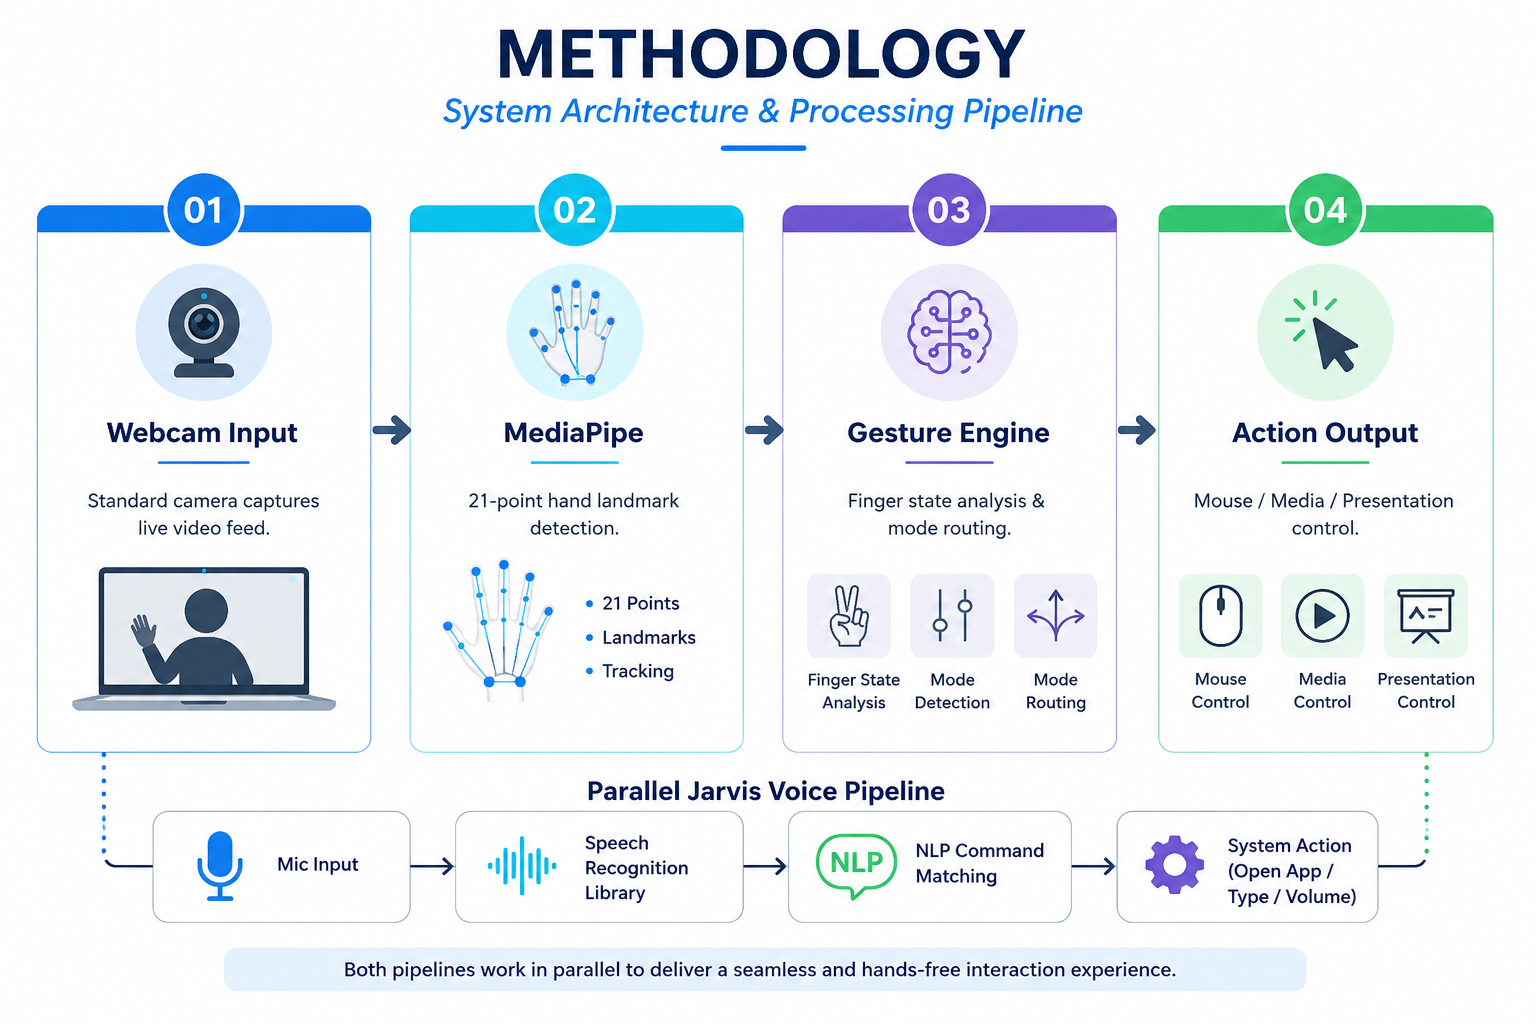 METHODOLOGY
System Architecture & Processing Pipeline
01
Webcam Input
Standard camera captures
live video feed.
02
MediaPipe
21-point hand landmark
detection.
• 21 Points
• Landmarks
• Tracking
03
Gesture Engine
Finger state analysis &
mode routing.
Finger State
Analysis
Mode
Detection
Mode
Routing
04
Action Output
Mouse / Media / Presentation
control.
Mouse
Control
Media
Control
Presentation
Control
Parallel Jarvis Voice Pipeline
Mic Input
Speech
Recognition
Library
NLP
NLP Command
Matching
System Action
(Open App /
Type / Volume)
Both pipelines work in parallel to deliver a seamless and hands-free interaction experience.